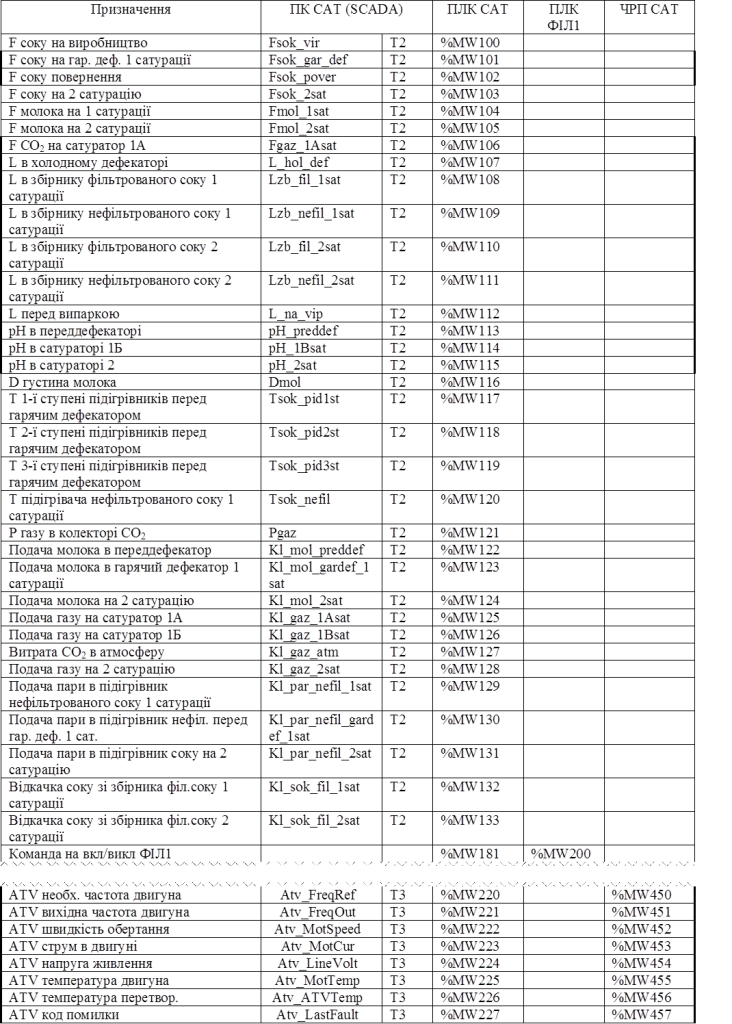 Призначення ПК САТ (SCADA) ПЛК САТ ПЛК ФІЛ1 ЧРП САТ
F соку на виробництво Fsok_vir T2 %MW100
F соку на гар. деф. 1 сатурації Fsok_gar_def T2 %MW101
F соку повернення Fsok_pover T2 %MW102
F соку на 2 сатурацію Fsok_2sat T2 %MW103
F молока на 1 сатурації Fmol_1sat T2 %MW104
F молока на 2 сатурації Fmol_2sat T2 %MW105
F CO₂ на сатуратор 1А Fgaz_1Asat T2 %MW106
L в холодному дефекаторі L_hol_def T2 %MW107
L в збірнику фільтрованого соку 1 Lzb_fil_1sat T2 %MW108
сатурації
L в збірнику нефільтрованого соку 1 Lzb_nefil_1sat T2 %MW109
сатурації
L в збірнику фільтрованого соку 2 Lzb_fil_2sat T2 %MW110
сатурації
L в збірнику нефільтрованого соку 2 Lzb_nefil_2sat T2 %MW111
сатурації
L перед випаркою L_na_vip T2 %MW112
pH в переддефекаторі pH_preddef T2 %MW113
pH в сатураторі 1Б pH_1Bsat T2 %MW114
pH в сатураторі 2 pH_2sat T2 %MW115
D густина молока Dmol T2 %MW116
T 1-ї ступені підігрівників перед Tsok_pid1st T2 %MW117
гарячим дефекатором
T 2-ї ступені підігрівників перед Tsok_pid2st T2 %MW118
гарячим дефекатором
T 3-ї ступені підігрівників перед Tsok_pid3st T2 %MW119
гарячим дефекатором
T підігрівача нефільтрованого соку 1 Tsok_nefil T2 %MW120
сатурації
P газу в колекторі CO₂ Pgaz T2 %MW121
Подача молока в переддефекатор Kl_mol_preddef T2 %MW122
Подача молока в гарячий дефекатор 1 Kl_mol_gardef_1 T2 %MW123
сатурації sat
Подача молока на 2 сатурацію Kl_mol_2sat T2 %MW124
Подача газу на сатуратор 1А Kl_gaz_1Asat T2 %MW125
Подача газу на сатуратор 1Б Kl_gaz_1Bsat T2 %MW126
Витрата CO₂ в атмосферу Kl_gaz_atm T2 %MW127
Подача газу на 2 сатурацію Kl_gaz_2sat T2 %MW128
Подача пари в підігрівник Kl_par_nefil_1sat T2 %MW129
нефільтрованого соку 1 сатурації
Подача пари в підігрівник нефіл. перед Kl_par_nefil_gard T2 %MW130
гар. деф. 1 сат. ef_1sat
Подача пари в підігрівник соку на 2 Kl_par_nefil_2sat T2 %MW131
сатурацію
Відкачка соку зі збірника філ.соку 1 Kl_sok_fil_1sat T2 %MW132
сатурації
Відкачка соку зі збірника філ.соку 2 Kl_sok_fil_2sat T2 %MW133
сатурації
Команда на вкл/викл ФІЛ1 %MW181 %MW200
ATV необх. частота двигуна Atv_FreqRef T3 %MW220 %MW450
ATV вихідна частота двигуна Atv_FreqOut T3 %MW221 %MW451
ATV швидкість обертання Atv_MotSpeed T3 %MW222 %MW452
ATV струм в двигуні Atv_MotCur T3 %MW223 %MW453
ATV напруга живлення Atv_LineVolt T3 %MW224 %MW454
ATV температура двигуна Atv_MotTemp T3 %MW225 %MW455
ATV температура перетвор. Atv_ATVTemp T3 %MW226 %MW456
ATV код помилки Atv_LastFault T3 %MW227 %MW457